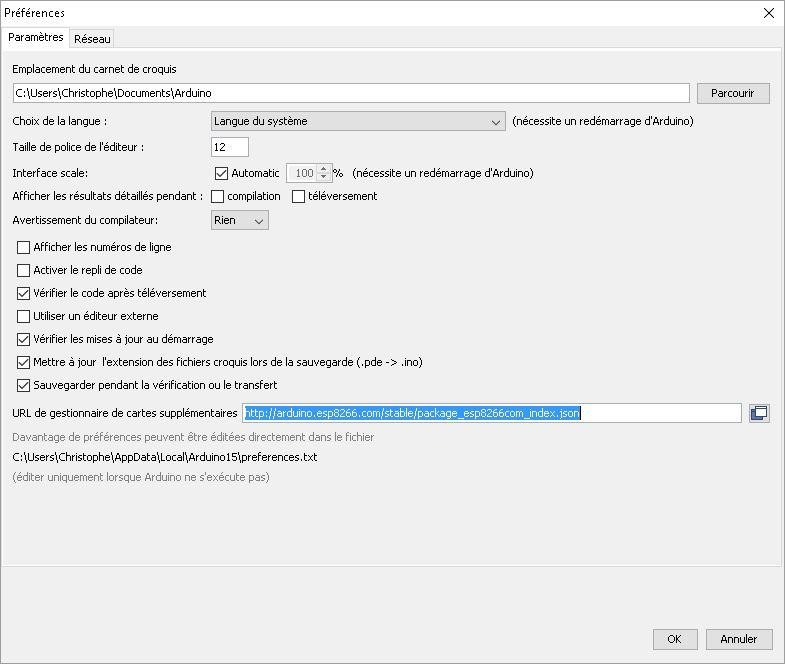 Préférences
Paramètres Réseau
Emplacement du carnet de croquis
C:\Users\Christophe\Documents\Arduino Parcourir
Choix de la langue : Langue du système (nécessite un redémarrage d'Arduino)
Taille de police de l'éditeur : 12
Interface scale: Automatic 100 % (nécessite un redémarrage d'Arduino)
Afficher les résultats détaillés pendant : compilation téléversement
Avertissement du compilateur: Rien
Afficher les numéros de ligne
Activer le repli de code
Vérifier le code après téléversement
Utiliser un éditeur externe
Vérifier les mises à jour au démarrage
Mettre à jour l'extension des fichiers croquis lors de la sauvegarde (.pde -> .ino)
Sauvegarder pendant la vérification ou le transfert
URL de gestionnaire de cartes supplémentaires http://arduino.esp8266.com/stable/package_esp8266com_index.json
Davantage de préférences peuvent être éditées directement dans le fichier
C:\Users\Christophe\AppData\Local\Arduino15\preferences.txt
(éditer uniquement lorsque Arduino ne s'exécute pas)
OK Annuler